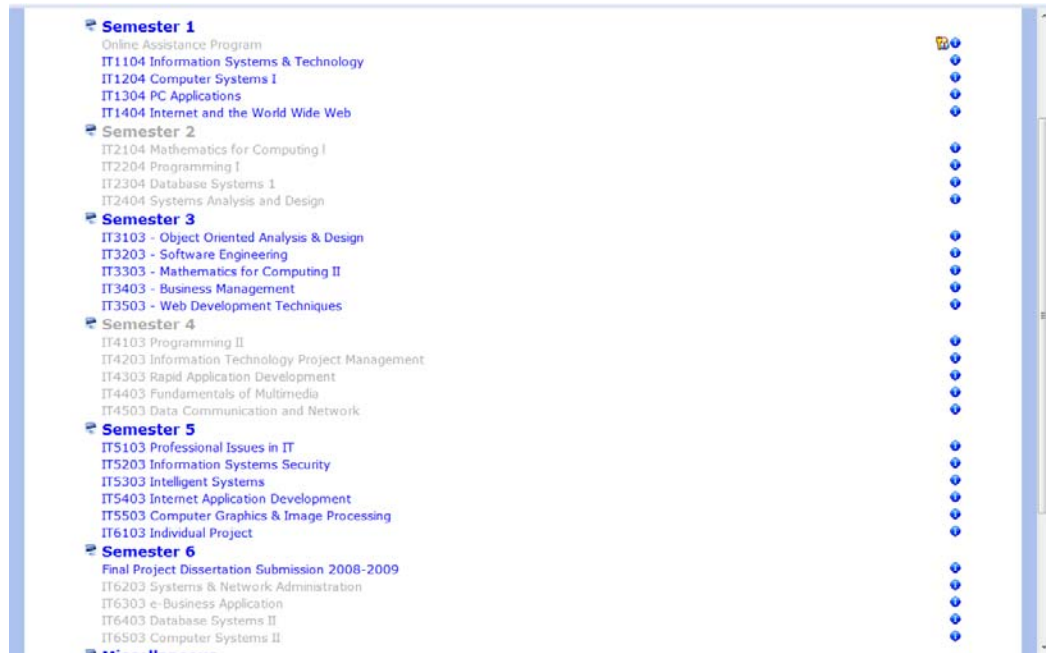 Semester 1
Online Assistance Program
IT1104 Information Systems & Technology
IT1204 Computer Systems I
IT1304 PC Applications
IT1404 Internet and the World Wide Web
Semester 2
IT2104 Mathematics for Computing I
IT2204 Programming I
IT2304 Database Systems 1
IT2404 Systems Analysis and Design
Semester 3
IT3103 - Object Oriented Analysis & Design
IT3203 - Software Engineering
IT3303 - Mathematics for Computing II
IT3403 - Business Management
IT3503 - Web Development Techniques
Semester 4
IT4103 Programming II
IT4203 Information Technology Project Management
IT4303 Rapid Application Development
IT4403 Fundamentals of Multimedia
IT4503 Data Communication and Network
Semester 5
IT5103 Professional Issues in IT
IT5203 Information Systems Security
IT5303 Intelligent Systems
IT5403 Internet Application Development
IT5503 Computer Graphics & Image Processing
IT6103 Individual Project
Semester 6
Final Project Dissertation Submission 2008-2009
IT6203 Systems & Network Administration
IT6303 e-Business Application
IT6403 Database Systems II
IT6503 Computer Systems II